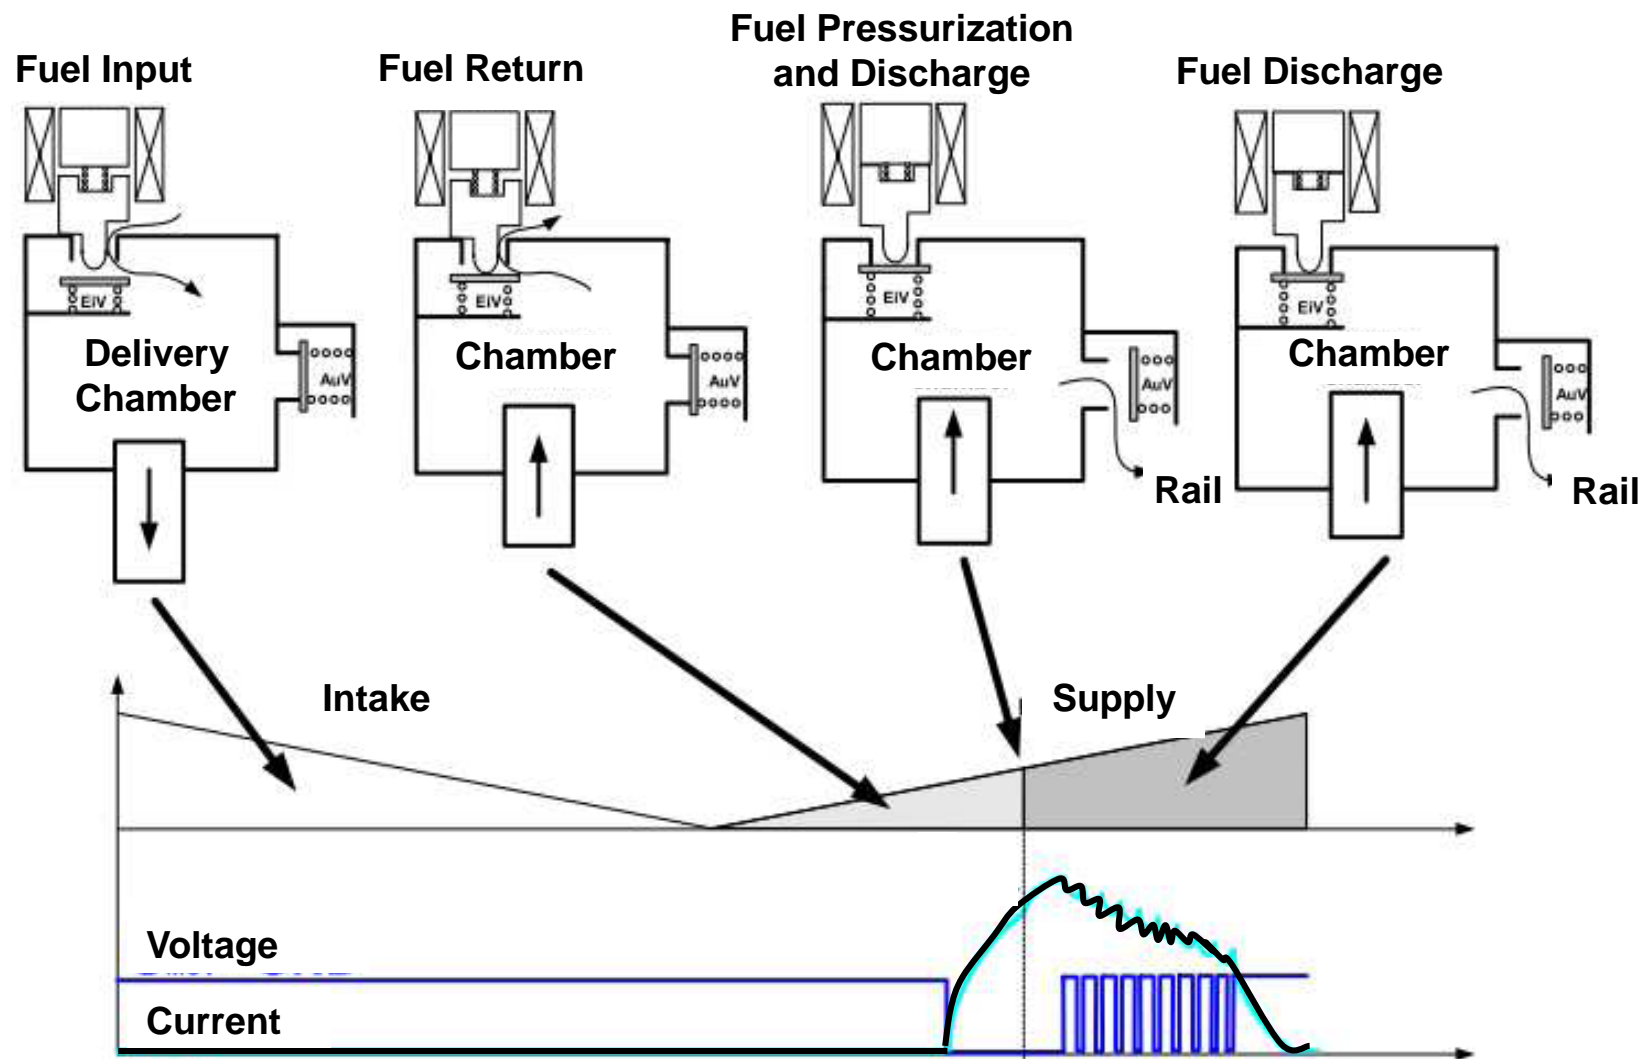 Fuel Input
Fuel Return
Fuel Pressurization
and Discharge
Fuel Discharge
EiV
AuV
Delivery
Chamber
EiV
AuV
Chamber
EiV
AuV
Chamber
Rail
EiV
AuV
Chamber
Rail
Intake
Supply
Voltage
Current